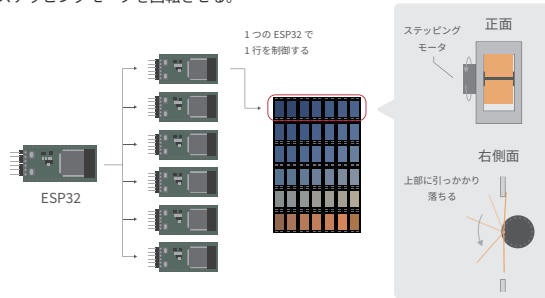 ステッピングモータを回転させる。
1 つの ESP32 で
1 行を制御する
ESP32
正面
ステッピング
モータ
右側面
上部に引っかかり
落ちる